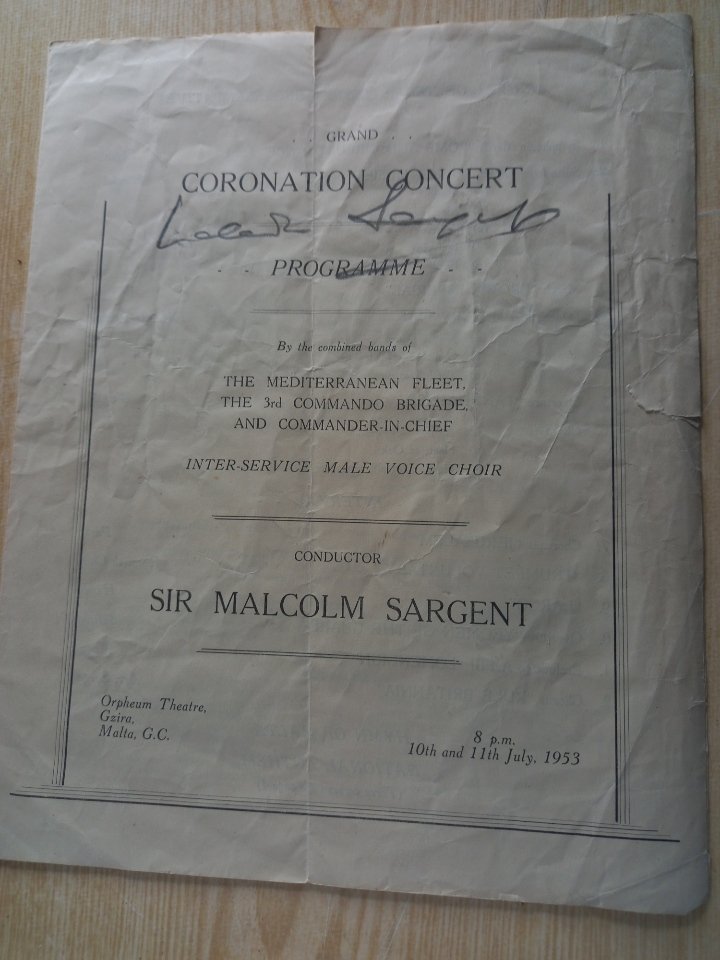 . . GRAND . .
CORONATION CONCERT
Malcolm Sargent
- - PROGRAMME - -
By the combined bands of
THE MEDITERRANEAN FLEET,
THE 3rd COMMANDO BRIGADE,
AND COMMANDER-IN-CHIEF
INTER-SERVICE MALE VOICE CHOIR
CONDUCTOR
SIR MALCOLM SARGENT
Orpheum Theatre,
Gzira,
Malta, G.C.
8 p.m.
10th and 11th July, 1953